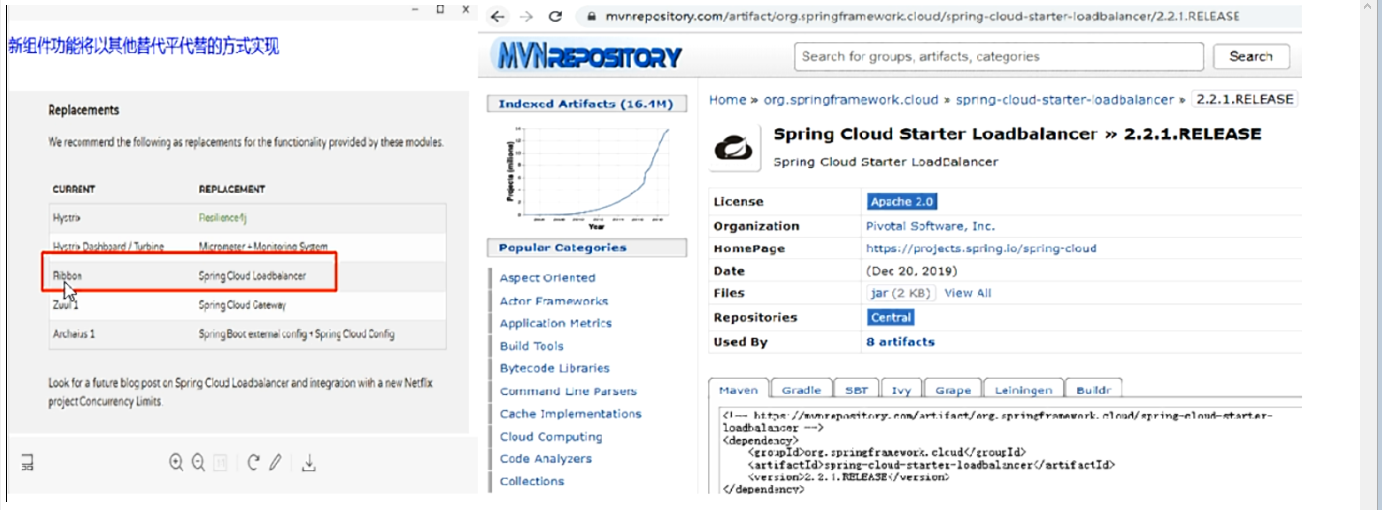 新组件功能将以其他替代平代替的方式实现
Replacements
We recommend the following as replacements for the functionality provided by these modules.
CURRENT REPLACEMENT
Hystrix Resilience4j
Hystrix Dashboard / Turbine Micrometer + Monitoring System
Ribbon Spring Cloud Loadbalancer
Zuul 1 Spring Cloud Gateway
Archaius 1 Spring Boot external config + Spring Cloud Config
Look for a future blog post on Spring Cloud Loadbalancer and integration with a new Netflix
project Concurrency Limits.
mvnrepository.com/artifact/org.springframework.cloud/spring-cloud-starter-loadbalancer/2.2.1.RELEASE
MVNREPOSITORY
Search for groups, artifacts, categories Search
Indexed Artifacts (16.4M)
Projects (millions)
Year
Popular Categories
Aspect Oriented
Actor Frameworks
Application Metrics
Build Tools
Bytecode Libraries
Command Line Parsers
Cache Implementations
Cloud Computing
Code Analyzers
Collections
Home » org.springframework.cloud » spring-cloud-starter-loadbalancer » 2.2.1.RELEASE
Spring Cloud Starter Loadbalancer » 2.2.1.RELEASE
Spring Cloud Starter LoadBalancer
License Apache 2.0
Organization Pivotal Software, Inc.
HomePage https://projects.spring.io/spring-cloud
Date (Dec 20, 2019)
Files jar (2 KB) View All
Repositories Central
Used By 8 artifacts
Maven Gradle SBT Ivy Grape Leiningen Buildr
<!-- https://mvnrepository.com/artifact/org.springframework.cloud/spring-cloud-starter-
loadbalancer -->
<dependency>
<groupId>org.springframework.cloud</groupId>
<artifactId>spring-cloud-starter-loadbalancer</artifactId>
<version>2.2.1.RELEASE</version>
</dependency>